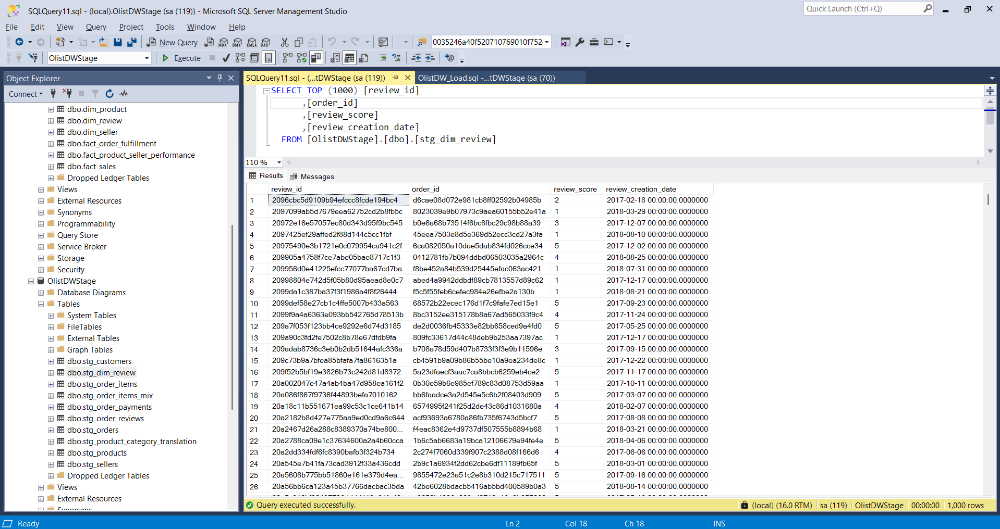 SQLQuery11.sql - (local).OlistDWStage (sa (119)) - Microsoft SQL Server Management Studio
Quick Launch (Ctrl+Q)
File Edit View Query Project Tools Window Help
New Query MDX DMX XMLA DAX 0035246a40f520710769010f752
OlistDWStage Execute
Object Explorer
Connect
dbo.dim_product
dbo.dim_review
dbo.dim_seller
dbo.fact_order_fulfillment
dbo.fact_product_seller_performance
dbo.fact_sales
Dropped Ledger Tables
Views
External Resources
Synonyms
Programmability
Query Store
Service Broker
Storage
Security
OlistDWStage
Database Diagrams
Tables
System Tables
FileTables
External Tables
Graph Tables
dbo.stg_customers
dbo.stg_dim_review
dbo.stg_order_items
dbo.stg_order_items_mix
dbo.stg_order_payments
dbo.stg_order_reviews
dbo.stg_orders
dbo.stg_product_category_translation
dbo.stg_products
dbo.stg_sellers
Dropped Ledger Tables
Views
External Resources
Synonyms
SQLQuery11.sql - (...tDWStage (sa (119)) OlistDW_Load.sql -...tDWStage (sa (70))
SELECT TOP (1000) [review_id]
,[order_id]
,[review_score]
,[review_creation_date]
FROM [OlistDWStage].[dbo].[stg_dim_review]
110 %
Results Messages
review_id order_id review_score review_creation_date
1 2096cbc5d9109b94efccc8fcde194bc4 d6cae08d072e981cb8ff02592b04985b 2 2017-02-18 00:00:00.0000000
2 2097099ab5d7679eea62752cd2b8fb5c 8023039e9b07973c9aea60155b52e41a 1 2018-03-29 00:00:00.0000000
3 20972e16e57057ec80d343d95f9bc545 b0e6a68b73514f6bc8fbc29c98b88a39 3 2017-12-07 00:00:00.0000000
4 2097425ef29affed2f88d144c5cc1fbf 45eea7503e8d5e369d52ecc3cd27a3fa 1 2018-08-10 00:00:00.0000000
5 20975490e3b1721e0c079954ca941c2f 6ca082050a10dae5dab834fd026cce34 5 2017-12-02 00:00:00.0000000
6 209905a4758f7ce7abe05bae8717c1f3 0412781fb7b094ddbd06503035a2964c 4 2018-08-25 00:00:00.0000000
7 209956d0e41225efcc77077ba67cd7ba f8be452a84b539d25445efac063ac421 1 2018-07-31 00:00:00.0000000
8 20998804e742d5f05b80d95aead8e0c7 abed4a9942ddbdf89cb7813557d89c62 1 2017-12-17 00:00:00.0000000
9 2099da1c387ba37f3f1986a4f8f26444 f5c5f55feb6cefec984e26efbe2a130b 1 2018-08-21 00:00:00.0000000
10 2099def58e27cb1c4ffe5007b433a563 68572b22ecec176d1f7c9fafe7ed15e1 5 2017-09-23 00:00:00.0000000
11 2099f9a4a6363e093bb542765d78513b 8bc3152ee315178b8a67ad565033f9c4 4 2017-11-24 00:00:00.0000000
12 209a7f053f123bb4ce9292e6d74d3185 de2d0036fb45333e82bb658ced9a4fd0 5 2017-05-25 00:00:00.0000000
13 209a90c3fd2fe7502c8b78e67dfdb9fa 809fc33617d44c48deb9b253aa7397ac 1 2017-12-17 00:00:00.0000000
14 209adab8736c3eb0b2db51644afc336a b708a78d59d407b8733f3f3e9b11596e 3 2017-09-15 00:00:00.0000000
15 209c73b9a7bfea85bfafa7fa8616351a cb4591b9a09b86b55be10a9ea234de8c 1 2017-12-22 00:00:00.0000000
16 209f52b5bf19e3826b73c242d81d8372 5a23dfaecf3aac7ca8bbcb6259eb4ce2 5 2017-11-17 00:00:00.0000000
17 20a002047e47a4ab4ba47d958ea161f2 0b30e59b6e985ef789c83d08753d59aa 1 2017-10-11 00:00:00.0000000
18 20a086f867f9736f44893befa7010162 bb6faadce3a2d545e5c6b2f08403d909 5 2017-03-07 00:00:00.0000000
19 20a18c11b551671ea99c53c1ce641b14 6574995f241f25d2de43c86d1031680a 4 2018-02-07 00:00:00.0000000
20 20a2182b8d427e775aa9ed0cd9a6c644 acf93693a6780a86fb735f6743d5bcf7 5 2017-08-08 00:00:00.0000000
21 20a2467d26a288c8389370a74be800... f4eac8362e4d9737df507555b8894b68 1 2018-03-21 00:00:00.0000000
22 20a2788ca09e1c37634600a2a4b60cca 1b6c5ab6683a19bca12106679e94fe4e 5 2018-04-06 00:00:00.0000000
23 20a2dd334fdf6fc8390bafb3f324b734 2c274f7060d339f907c2388d08f166d6 4 2017-06-06 00:00:00.0000000
24 20a545e7b41fa73cad3912f33a436cdd 2b9c1a6934f2dd62cbe6df11189fb65f 5 2018-03-01 00:00:00.0000000
25 20a5608b775bb51860e161e379d4ea... 9855472e23a51c2e8b310d215c717511 5 2017-09-16 00:00:00.0000000
26 20a56bb6ca123a45b37766dacbac35da 42be6028bdacb5416ab5bd400589b0a3 5 2018-08-14 00:00:00.0000000
Query executed successfully. (local) (16.0 RTM) sa (119) OlistDWStage 00:00:00 1,000 rows
Ready Ln 2 Col 18 Ch 18 INS